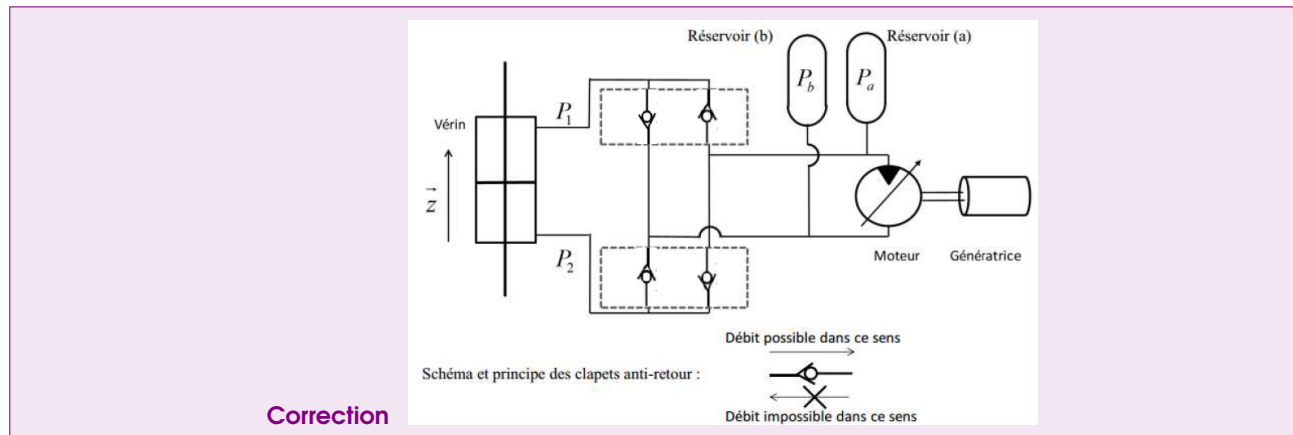 Réservoir (b) Réservoir (a)
P_b P_a
P_1
Vérin
z
P_2
Moteur Génératrice
Débit possible dans ce sens
Schéma et principe des clapets anti-retour :
Débit impossible dans ce sens
Correction